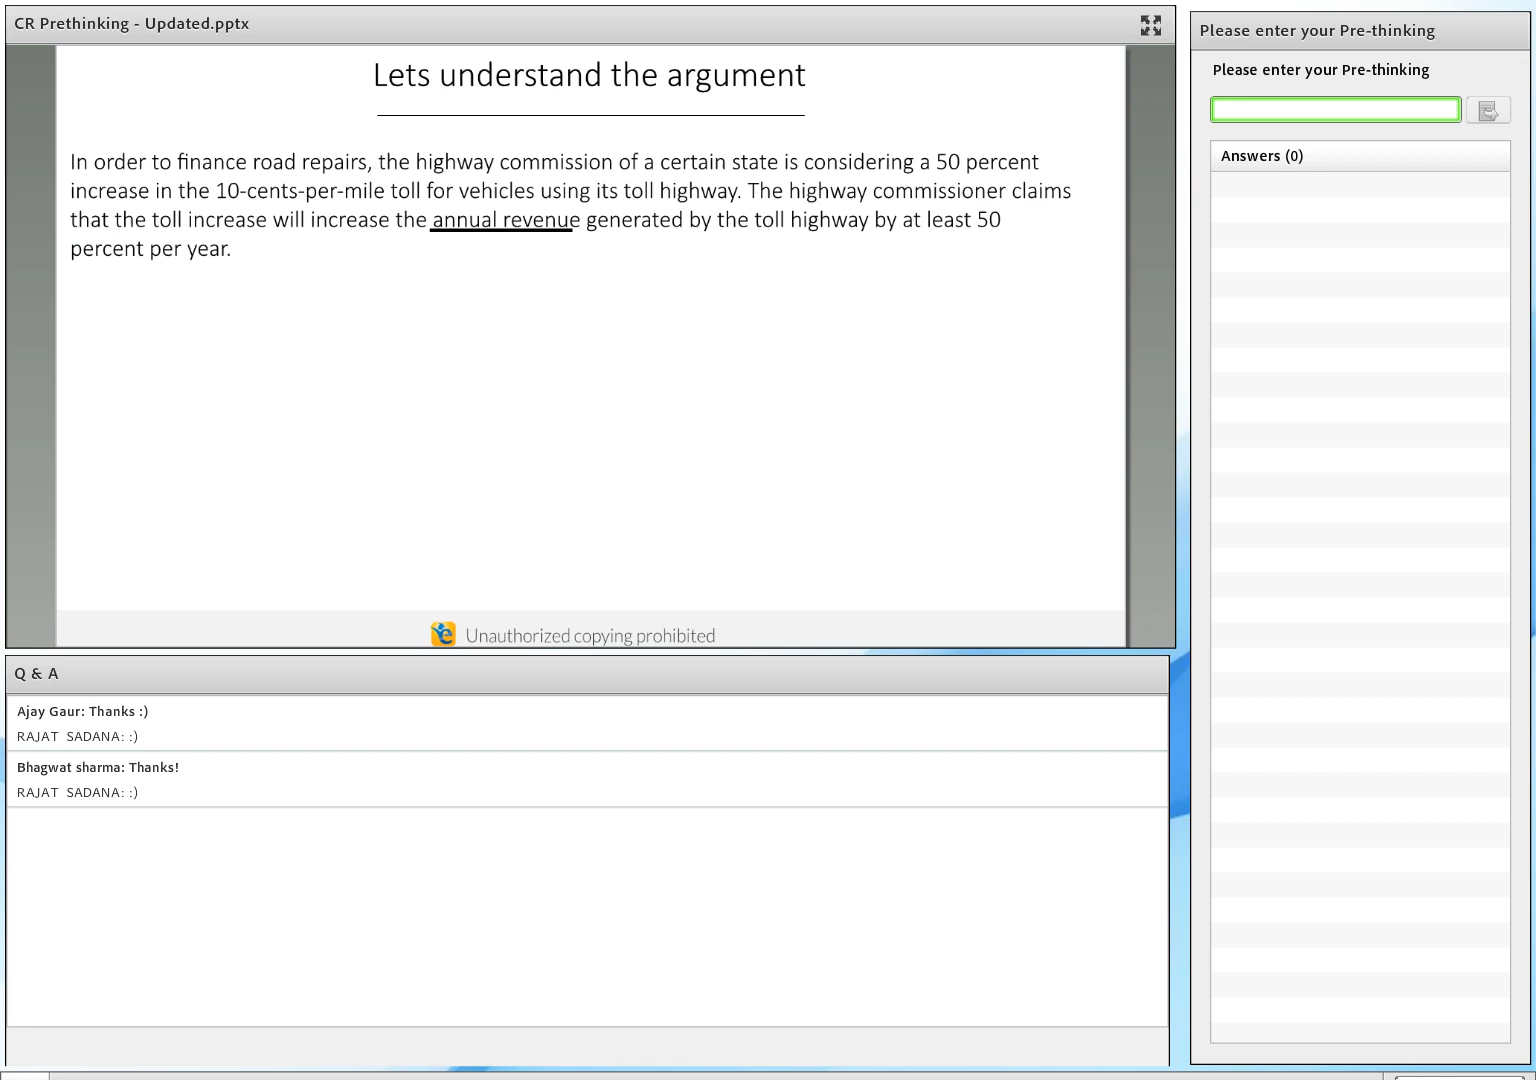 CR Prethinking - Updated.pptx
Lets understand the argument
In order to finance road repairs, the highway commission of a certain state is considering a 50 percent
increase in the 10-cents-per-mile toll for vehicles using its toll highway. The highway commissioner claims
that the toll increase will increase the annual revenue generated by the toll highway by at least 50
percent per year.
Unauthorized copying prohibited
Q & A
Ajay Gaur: Thanks :)
RAJAT SADANA: :)
Bhagwat sharma: Thanks!
RAJAT SADANA: :)
Please enter your Pre-thinking
Please enter your Pre-thinking
Answers (0)